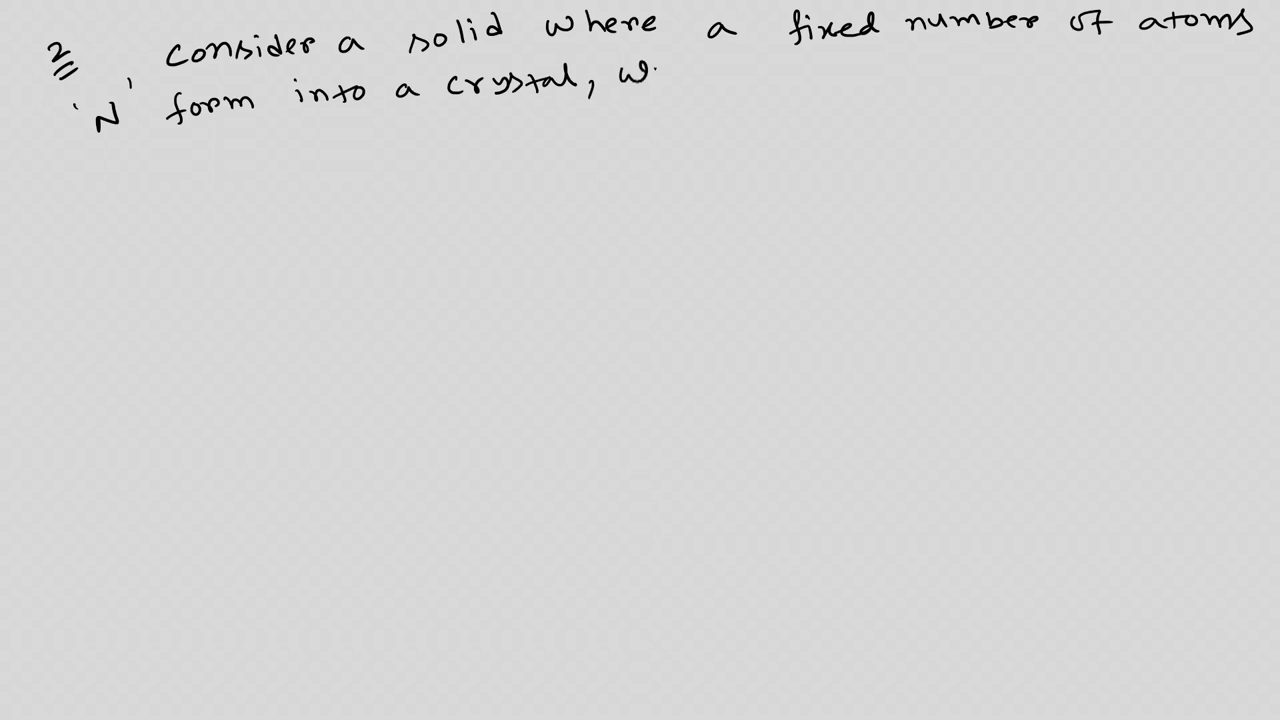 2 Consider a solid where a fixed number of atoms
'N' form into a crystal, w